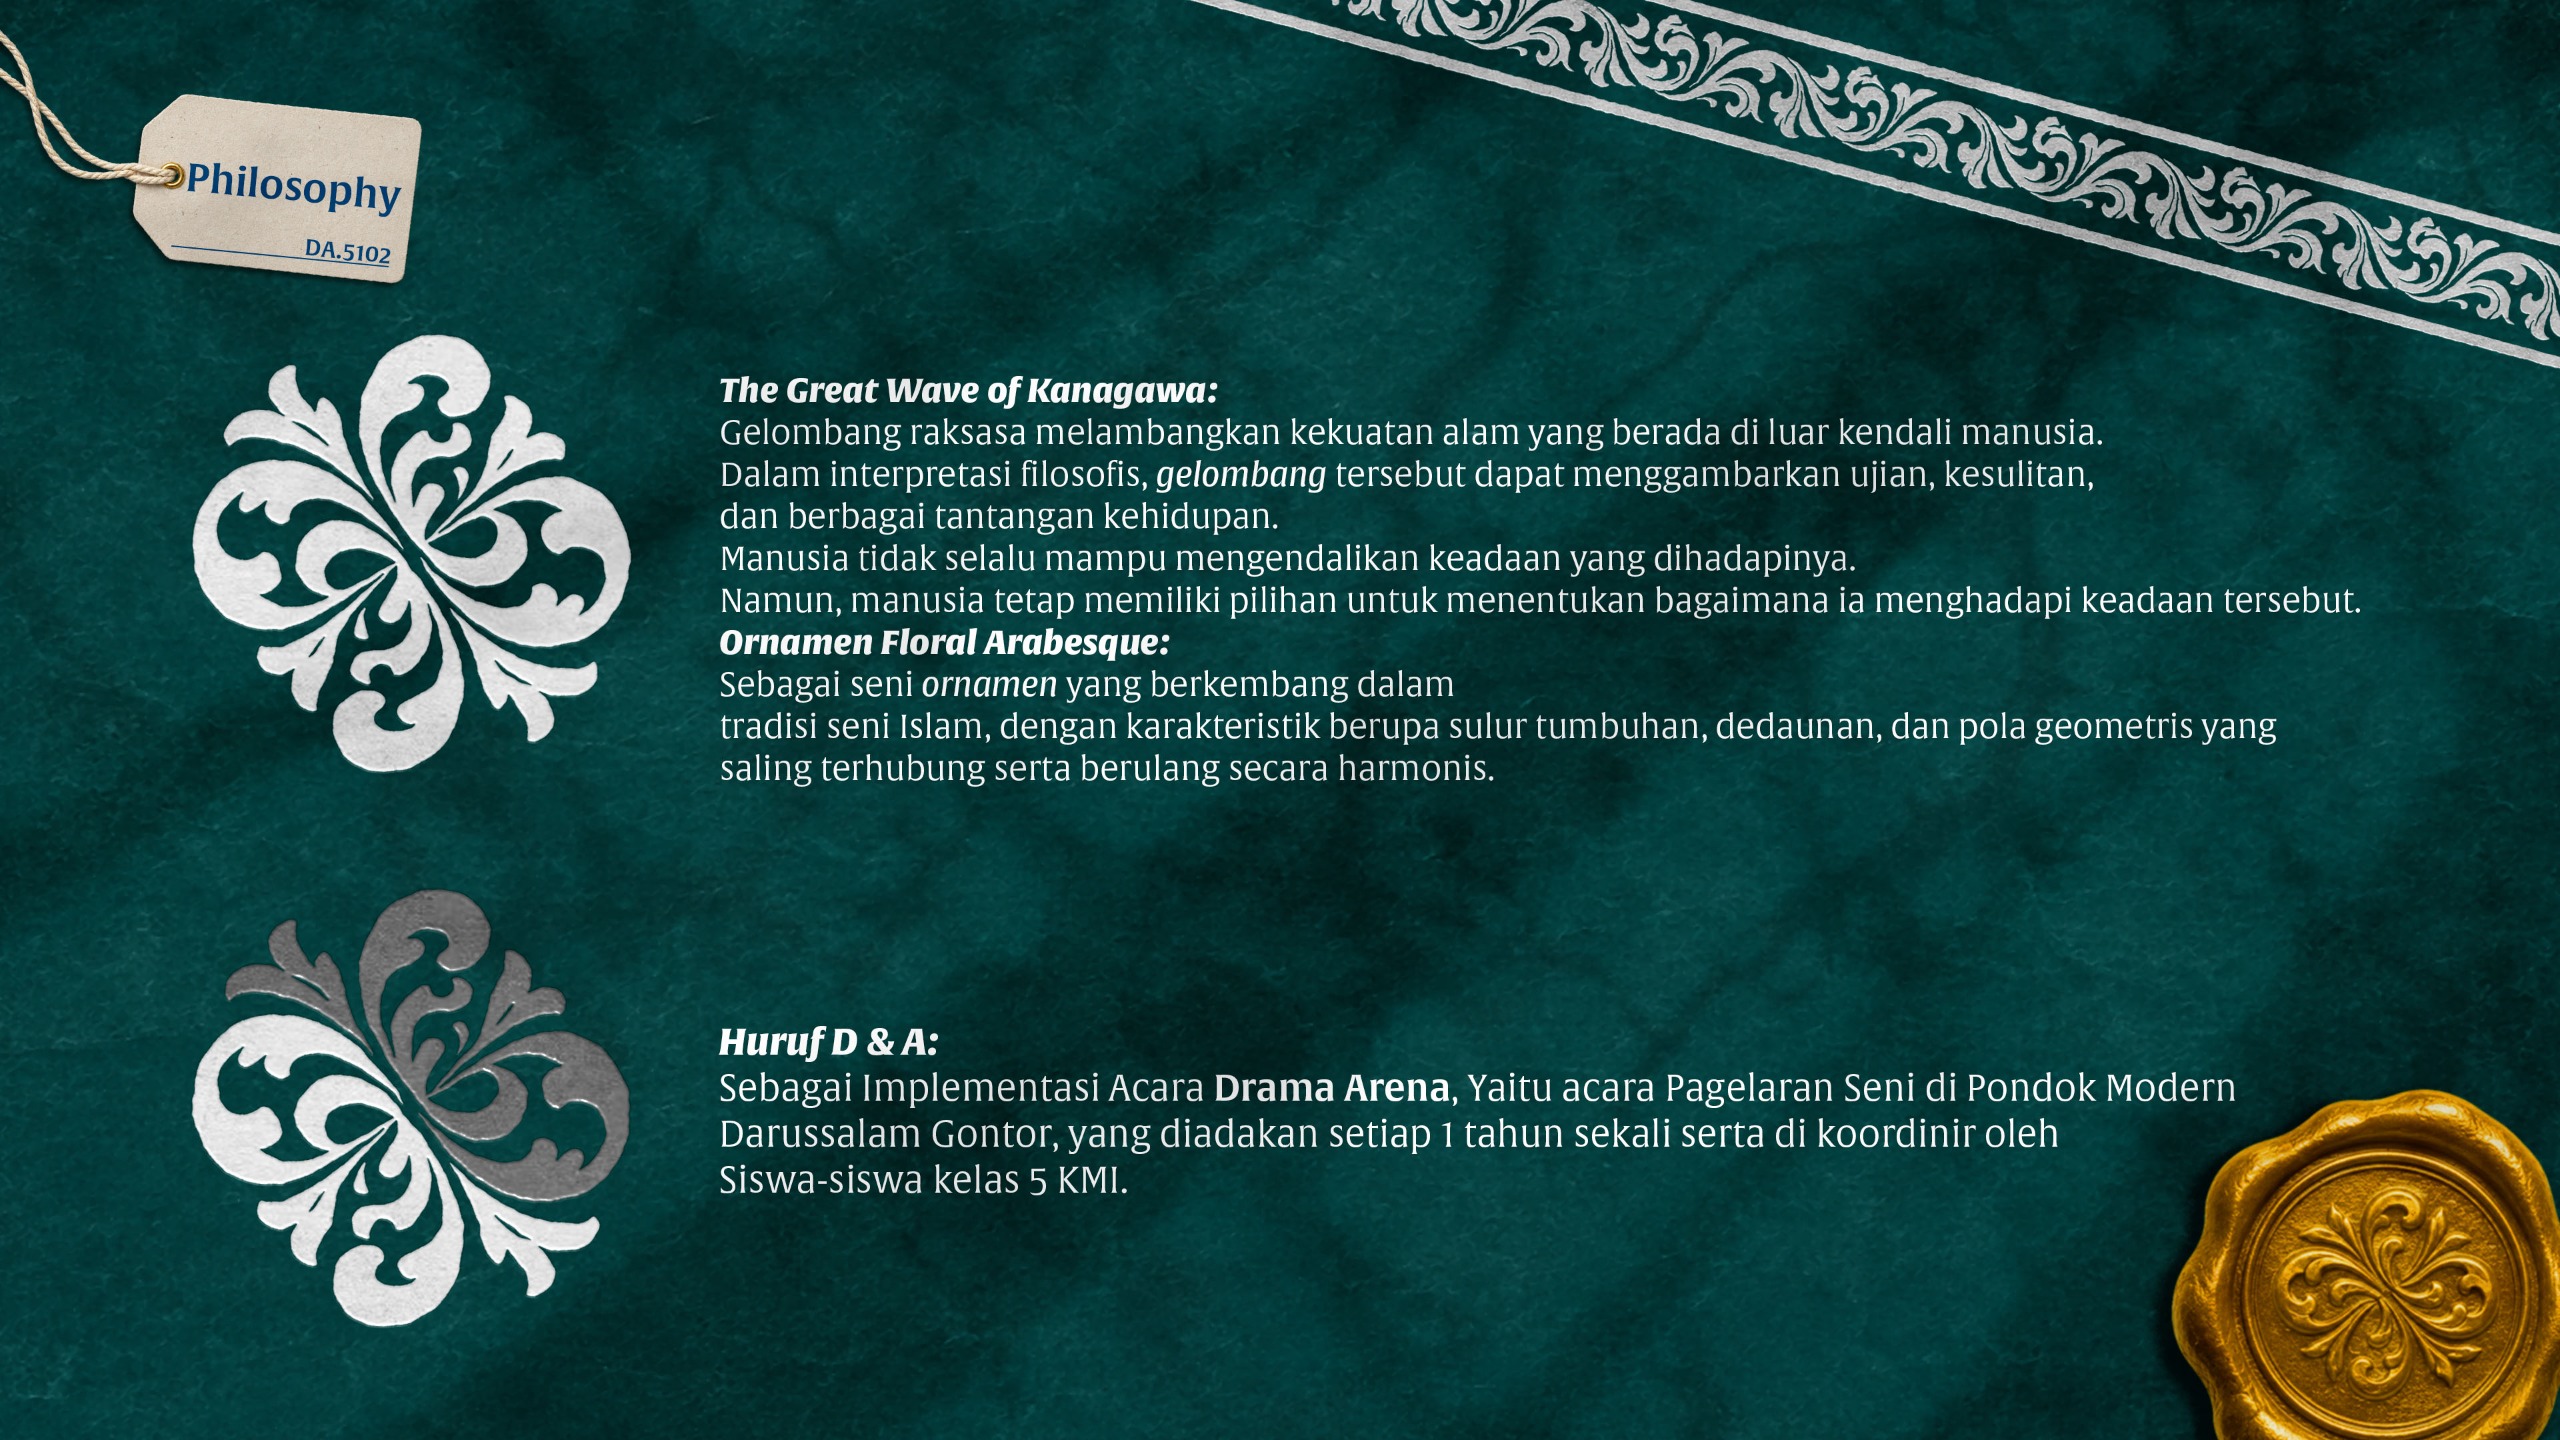 Philosophy
DA.5102
The Great Wave of Kanagawa:
Gelombang raksasa melambangkan kekuatan alam yang berada di luar kendali manusia.
Dalam interpretasi filosofis, gelombang tersebut dapat menggambarkan ujian, kesulitan,
dan berbagai tantangan kehidupan.
Manusia tidak selalu mampu mengendalikan keadaan yang dihadapinya.
Namun, manusia tetap memiliki pilihan untuk menentukan bagaimana ia menghadapi keadaan tersebut.
Ornamen Floral Arabesque:
Sebagai seni ornamen yang berkembang dalam
tradisi seni Islam, dengan karakteristik berupa sulur tumbuhan, dedaunan, dan pola geometris yang
saling terhubung serta berulang secara harmonis.
Huruf D & A:
Sebagai Implementasi Acara Drama Arena, Yaitu acara Pagelaran Seni di Pondok Modern
Darussalam Gontor, yang diadakan setiap 1 tahun sekali serta di koordinir oleh
Siswa-siswa kelas 5 KMI.